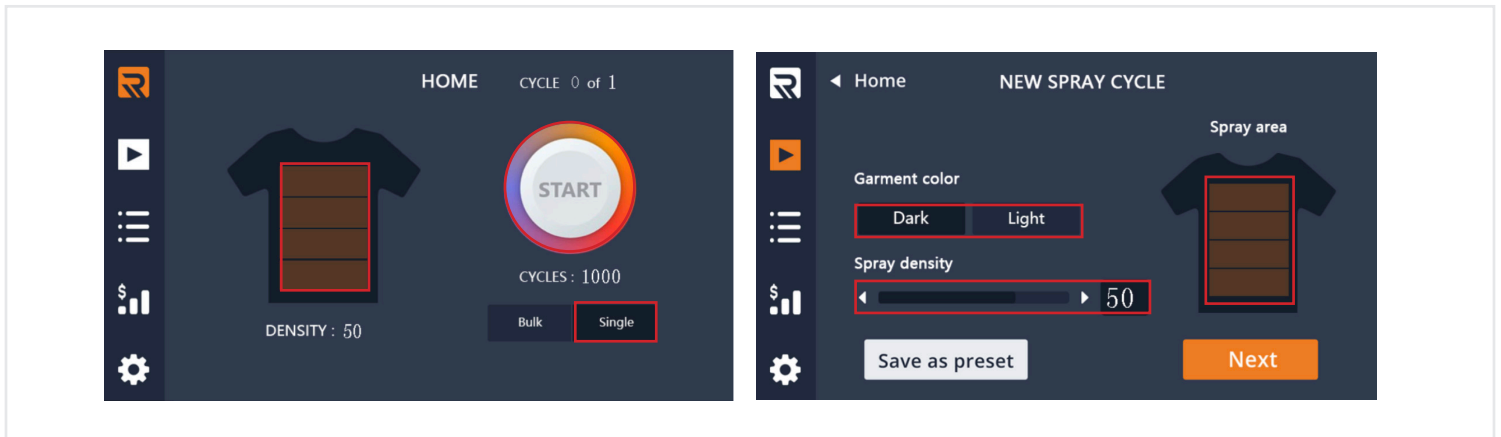 HOME CYCLE 0 of 1
START
CYCLES : 1000
Bulk Single
DENSITY : 50
$
Home NEW SPRAY CYCLE
Spray area
Garment color
Dark Light
Spray density
50
$
Save as preset Next